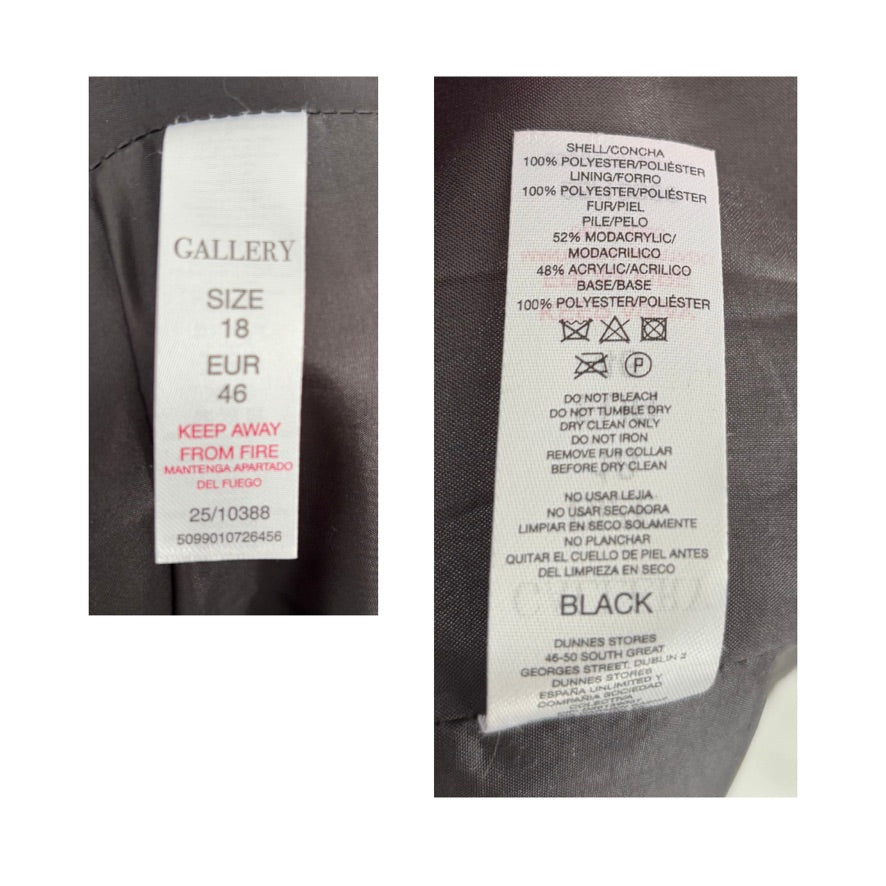 GALLERY
SIZE
18
EUR
46
KEEP AWAY
FROM FIRE
MANTENGA APARTADO
DEL FUEGO
25/10388
5099010726456
SHELL/CONCHA
100% POLYESTER/POLIÉSTER
LINING/FORRO
100% POLYESTER/POLIÉSTER
FUR/PIEL
PILE/PELO
52% MODACRYLIC/
MODACRILICO
48% ACRYLIC/ACRILICO
BASE/BASE
100% POLYESTER/POLIÉSTER
P
DO NOT BLEACH
DO NOT TUMBLE DRY
DRY CLEAN ONLY
DO NOT IRON
REMOVE FUR COLLAR
BEFORE DRY CLEAN
NO USAR LEJIA
NO USAR SECADORA
LIMPIAR EN SECO SOLAMENTE
NO PLANCHAR
QUITAR EL CUELLO DE PIEL ANTES
DEL LIMPIEZA EN SECO
BLACK
DUNNES STORES
46-50 SOUTH GREAT
GEORGES STREET, DUBLIN 2
DUNNES STORES
ESPAÑA UNLIMITED Y
COMPAÑIA SOCIEDAD
COLECTIVA